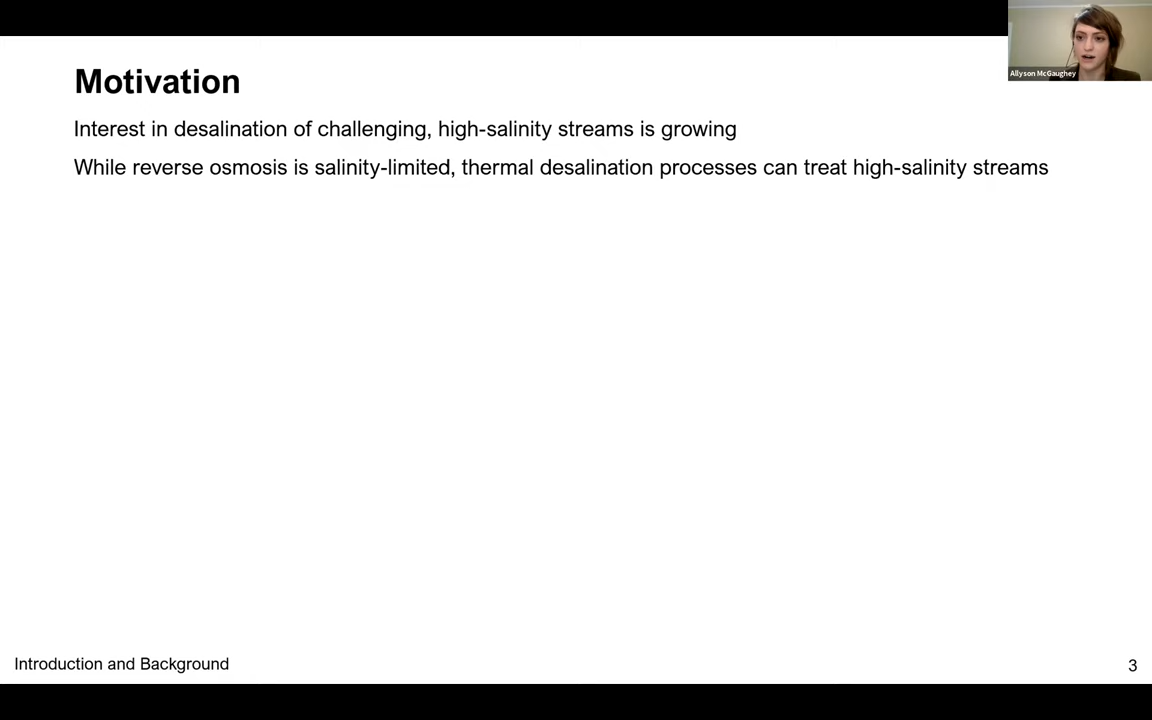 Allyson McGaughey
Motivation
Interest in desalination of challenging, high-salinity streams is growing
While reverse osmosis is salinity-limited, thermal desalination processes can treat high-salinity streams
Introduction and Background
3